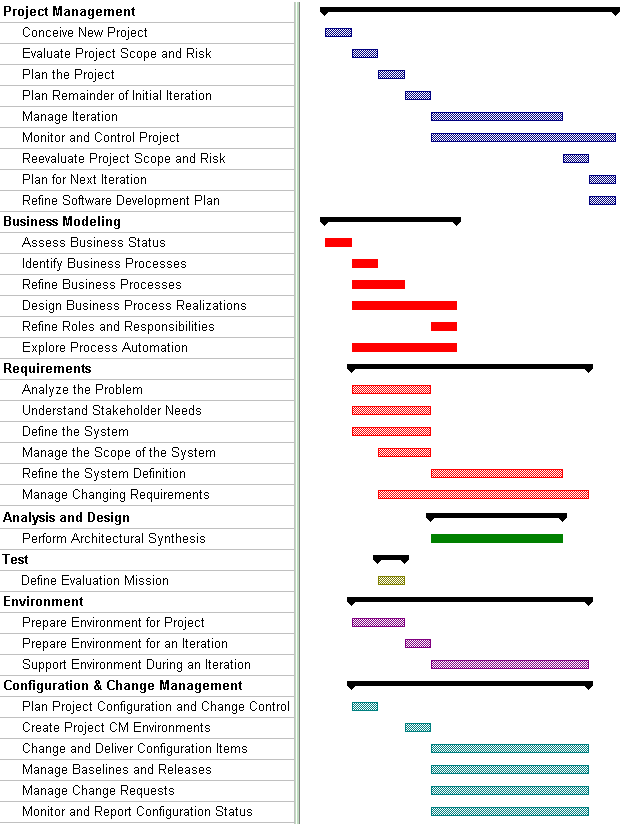 Project Management
Conceive New Project
Evaluate Project Scope and Risk
Plan the Project
Plan Remainder of Initial Iteration
Manage Iteration
Monitor and Control Project
Reevaluate Project Scope and Risk
Plan for Next Iteration
Refine Software Development Plan
Business Modeling
Assess Business Status
Identify Business Processes
Refine Business Processes
Design Business Process Realizations
Refine Roles and Responsibilities
Explore Process Automation
Requirements
Analyze the Problem
Understand Stakeholder Needs
Define the System
Manage the Scope of the System
Refine the System Definition
Manage Changing Requirements
Analysis and Design
Perform Architectural Synthesis
Test
Define Evaluation Mission
Environment
Prepare Environment for Project
Prepare Environment for an Iteration
Support Environment During an Iteration
Configuration & Change Management
Plan Project Configuration and Change Control
Create Project CM Environments
Change and Deliver Configuration Items
Manage Baselines and Releases
Manage Change Requests
Monitor and Report Configuration Status